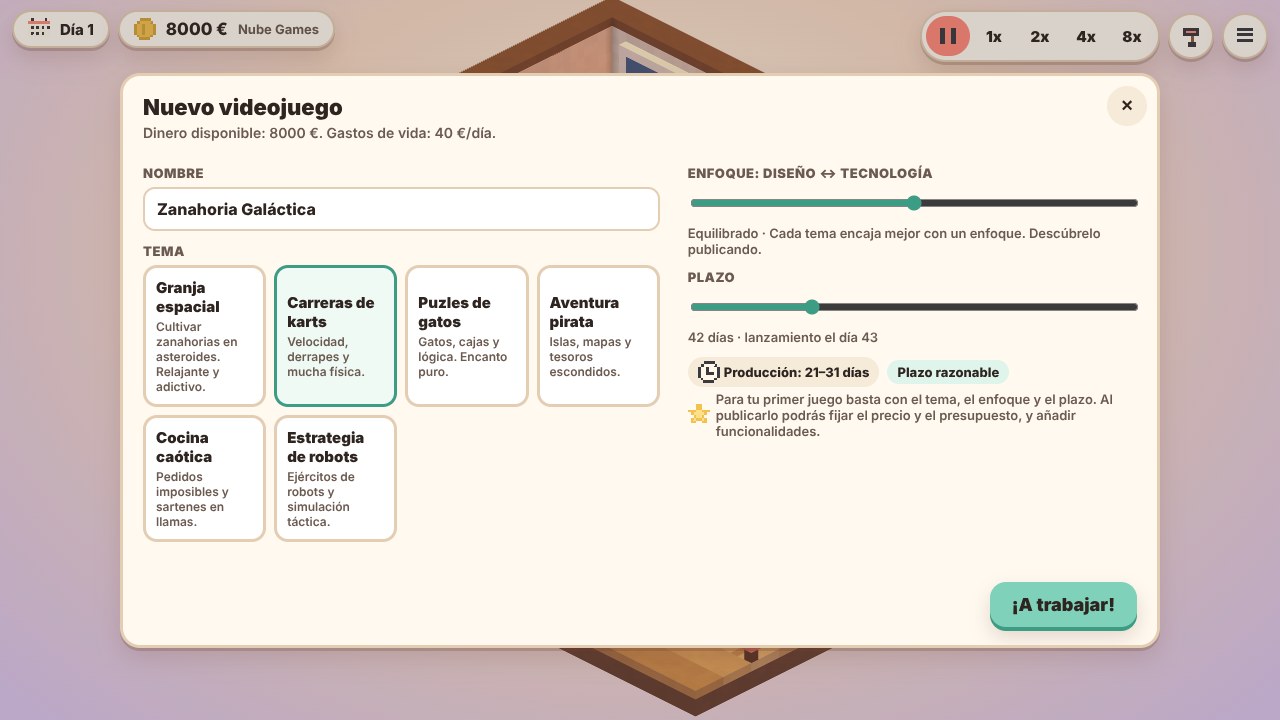 Día 1
8000 €
Nube Games
1x
2x
4x
8x
Nuevo videojuego
Dinero disponible: 8000 €. Gastos de vida: 40 €/día.
NOMBRE
Zanahoria Galáctica
TEMA
Granja
espacial
Cultivar
zanahorias en
asteroides.
Relajante y
adictivo.
Carreras de
karts
Velocidad,
derrapes y
mucha física.
Puzles de
gatos
Gatos, cajas y
lógica. Encanto
puro.
Aventura
pirata
Islas, mapas y
tesoros
escondidos.
Cocina
caótica
Pedidos
imposibles y
sartenes en
llamas.
Estrategia
de robots
Ejércitos de
robots y
simulación
táctica.
ENFOQUE: DISEÑO ↔ TECNOLOGÍA
Equilibrado · Cada tema encaja mejor con un enfoque. Descúbrelo
publicando.
PLAZO
42 días · lanzamiento el día 43
Producción: 21–31 días
Plazo razonable
Para tu primer juego basta con el tema, el enfoque y el plazo. Al
publicarlo podrás fijar el precio y el presupuesto, y añadir
funcionalidades.
¡A trabajar!